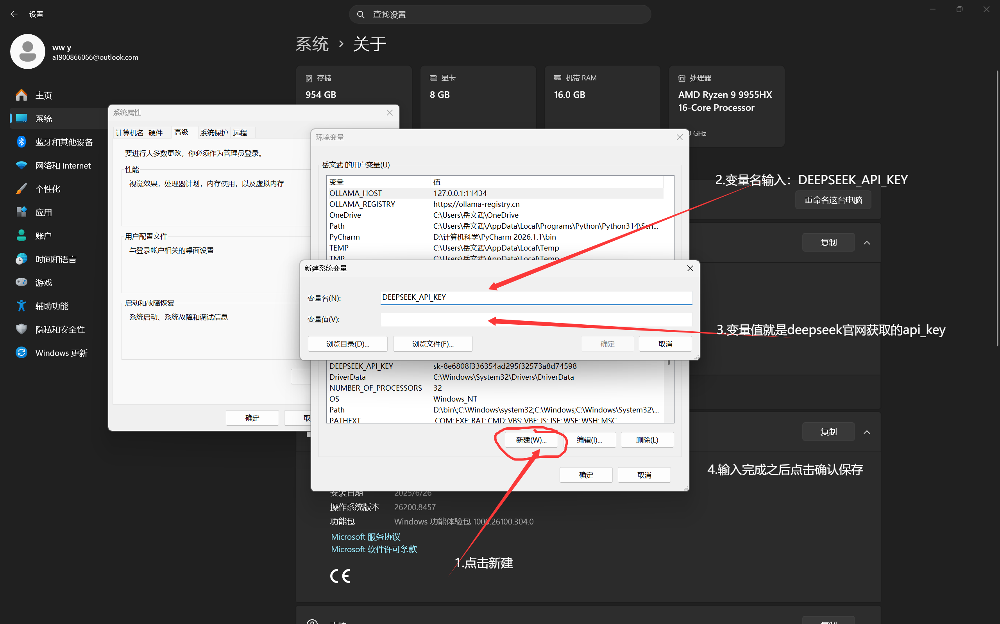 设置
查找设置
ww y
a1900866066@outlook.com
系统 › 关于
存储
954 GB
显卡
8 GB
机带 RAM
16.0 GB
处理器
AMD Ryzen 9 9955HX
16-Core Processor
GHz
主页
系统
蓝牙和其他设备
网络和 Internet
个性化
应用
账户
时间和语言
游戏
辅助功能
隐私和安全性
Windows 更新
系统属性
计算机名 硬件 高级 系统保护 远程
要进行大多数更改，你必须作为管理员登录。
性能
视觉效果，处理器计划，内存使用，以及虚拟内存
用户配置文件
与登录帐户相关的桌面设置
启动和故障恢复
系统启动、系统故障和调试信息
确定
环境变量
岳文武 的用户变量(U)
变量 值
OLLAMA_HOST 127.0.0.1:11434
OLLAMA_REGISTRY https://ollama-registry.cn
OneDrive C:\Users\岳文武\OneDrive
Path C:\Users\岳文武\AppData\Local\Programs\Python\Python314\Scri...
PyCharm D:\计算机科学\PyCharm 2026.1.1\bin
TEMP C:\Users\岳文武\AppData\Local\Temp
TMP C:\Users\岳文武\AppData\Local\Temp
新建系统变量
变量名(N): DEEPSEEK_API_KEY
变量值(V):
浏览目录(D)... 浏览文件(F)... 确定 取消
DEEPSEEK_API_KEY sk-8e6808f336354ad295f32573a8d74598
DriverData C:\Windows\System32\Drivers\DriverData
NUMBER_OF_PROCESSORS 32
OS Windows_NT
Path D:\bin\;C:\Windows\system32;C:\Windows;C:\Windows\System32\...
PATHEXT .COM;.EXE;.BAT;.CMD;.VBS;.VBE;.JS;.JSE;.WSF;.WSH;.MSC
新建(W)... 编辑(I)... 删除(L)
确定 取消
2.变量名输入：DEEPSEEK_API_KEY
重命名这台电脑
复制
3.变量值就是deepseek官网获取的api_key
复制
4.输入完成之后点击确认保存
安装日期 2025/6/26
操作系统版本 26200.8457
功能包 Windows 功能体验包 1000.26100.304.0
Microsoft 服务协议
Microsoft 软件许可条款
1.点击新建
CE
支持
复制